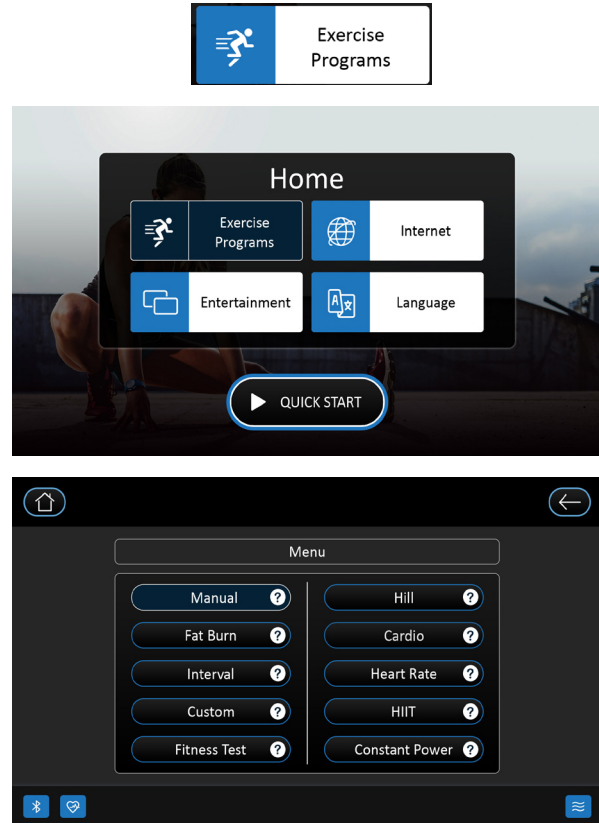 Exercise
Programs
Home
Exercise
Programs
Internet
Entertainment
Language
QUICK START
Menu
Manual ?
Hill ?
Fat Burn ?
Cardio ?
Interval ?
Heart Rate ?
Custom ?
HIIT ?
Fitness Test ?
Constant Power ?